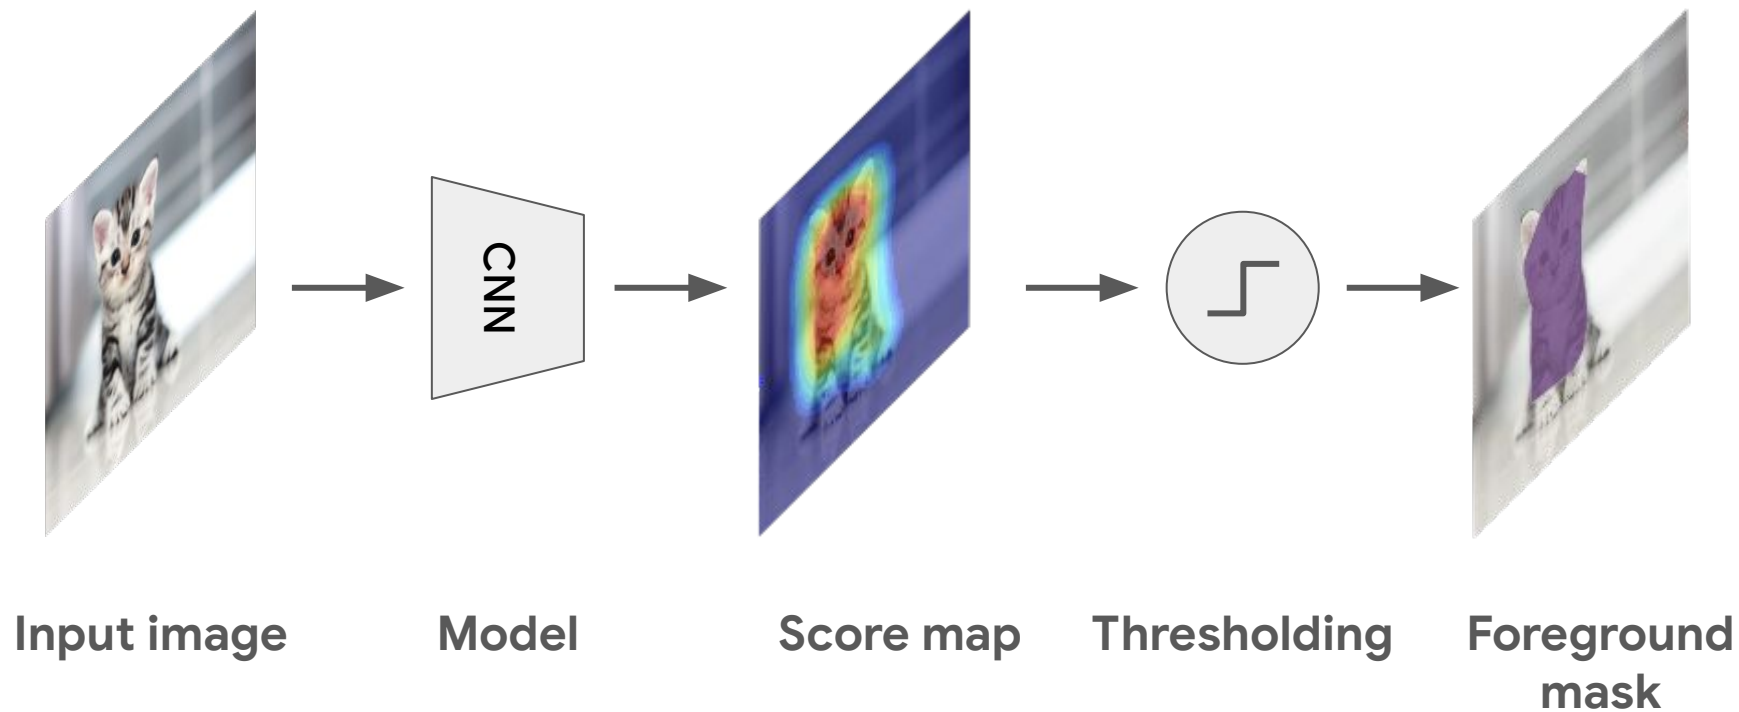 CNN
Input image
Model
Score map
Thresholding
Foreground
mask